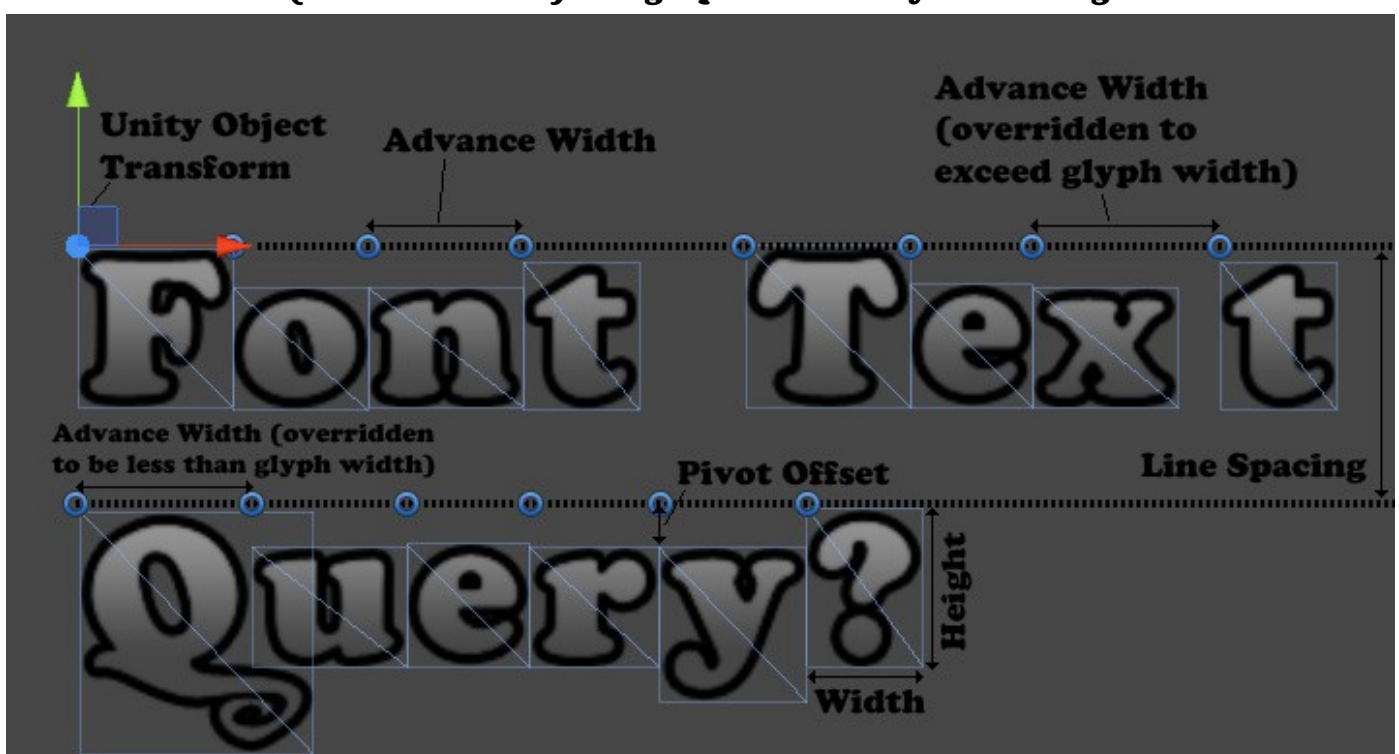 Unity Object
Transform
Advance Width
Advance Width
(overridden to
exceed glyph width)
Font Tex t
Advance Width (overridden
to be less than glyph width)
Pivot Offset
Line Spacing
Query?
Height
Width